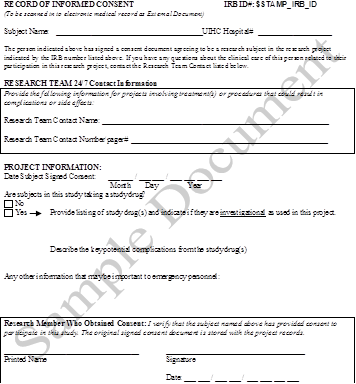 RECORD OF INFORMED CONSENT IRB ID#: $$TAMP_IRB_ID
(To be scanned in to electronic medical record as External Document)
Subject Name: UIHC Hospital#
The person indicated above has signed a consent document agreeing to be a research subject in the research project
indicated by the IRB number listed above. If you have any questions about the clinical care of this person related to their
participation in this research project, contact the Research Team Contact listed below.
RESEARCH TEAM 24/7 Contact Information
Provide the following information for projects involving treatment(s) or procedures that could result in
complications or side effects:
Research Team Contact Name:
Research Team Contact Number/pager#
PROJECT INFORMATION:
Date Subject Signed Consent: / /
Month Day Year
Are subjects in this study taking a study drug?
No
Yes Provide listing of study drug(s) and indicate if they are investigational as used in this project.
Describe the key potential complications from the study drug(s)
Any other information that may be important to emergency personnel:
Research Member Who Obtained Consent: I verify that the subject named above has provided consent to
participate in this study. The original signed consent document is stored with the project records.
Printed Name Signature
Date: / /
Sample Document